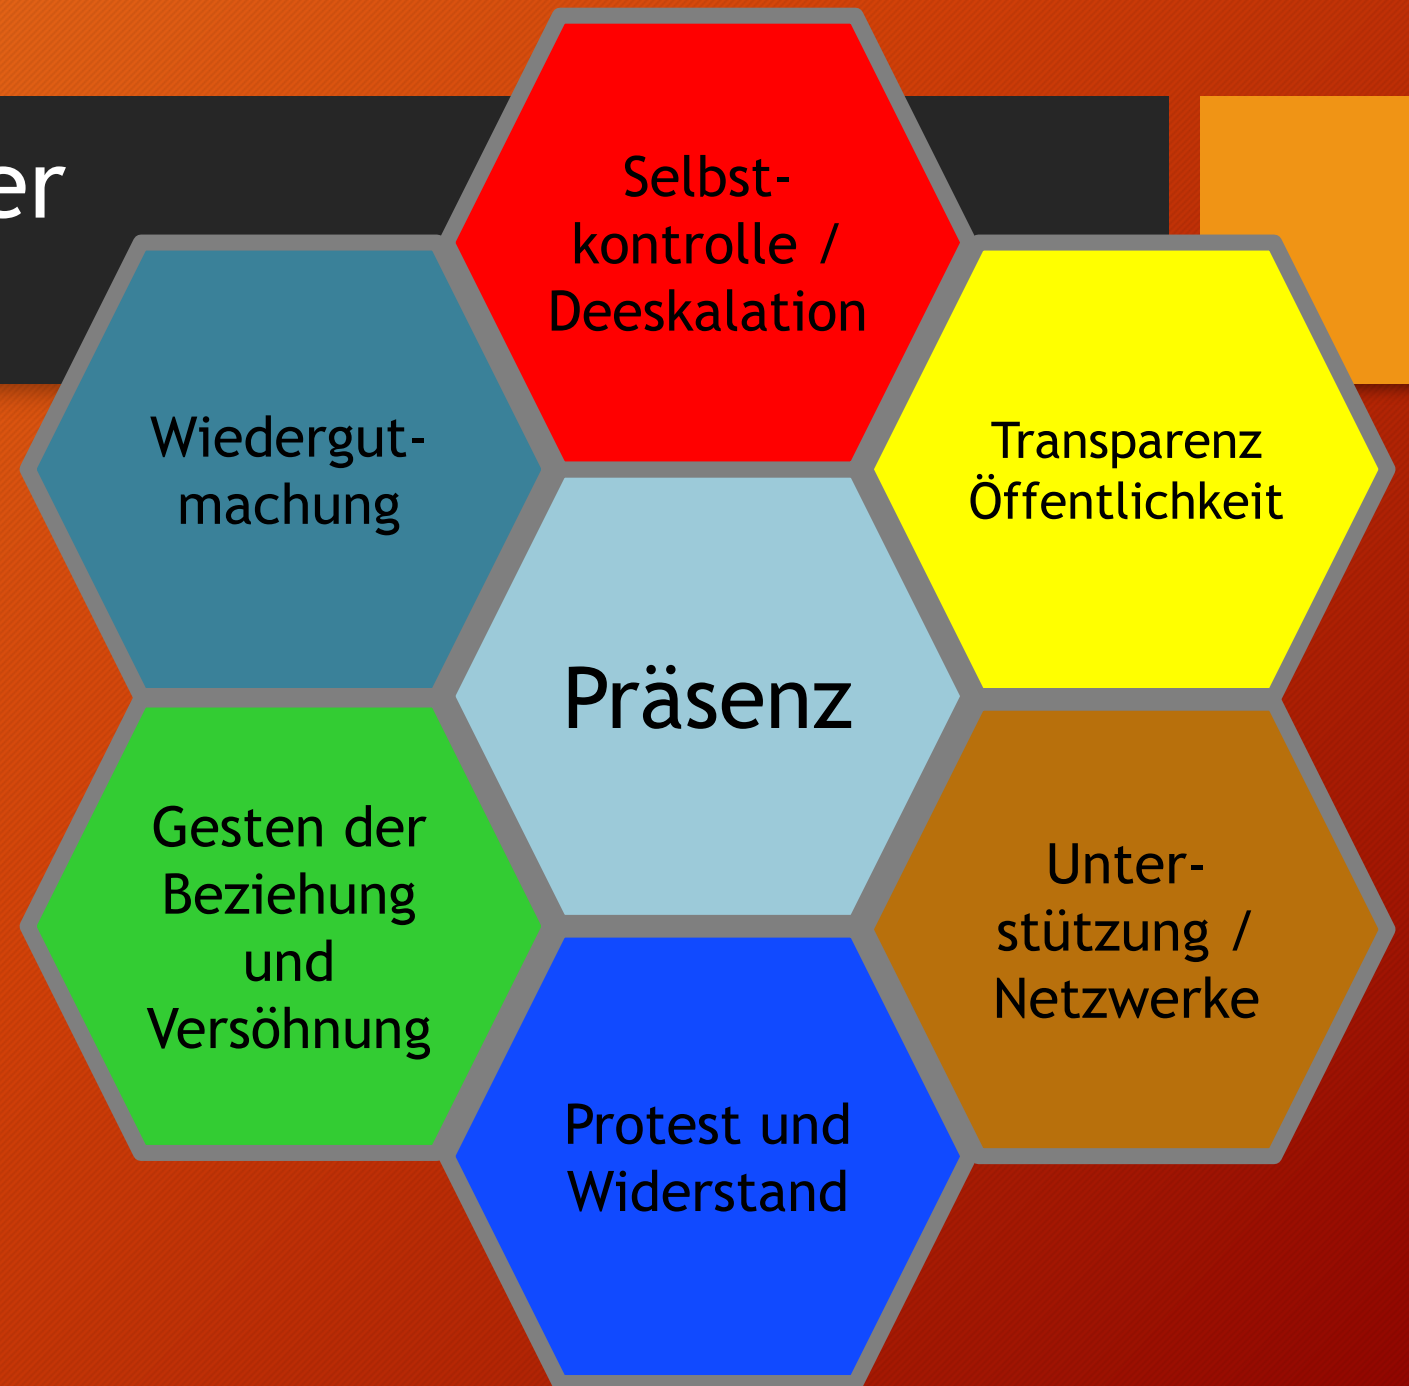 er
Selbst-
kontrolle /
Deeskalation
Wiedergut-
machung
Transparenz
Öffentlichkeit
Präsenz
Gesten der
Beziehung
und
Versöhnung
Unter-
stützung /
Netzwerke
Protest und
Widerstand